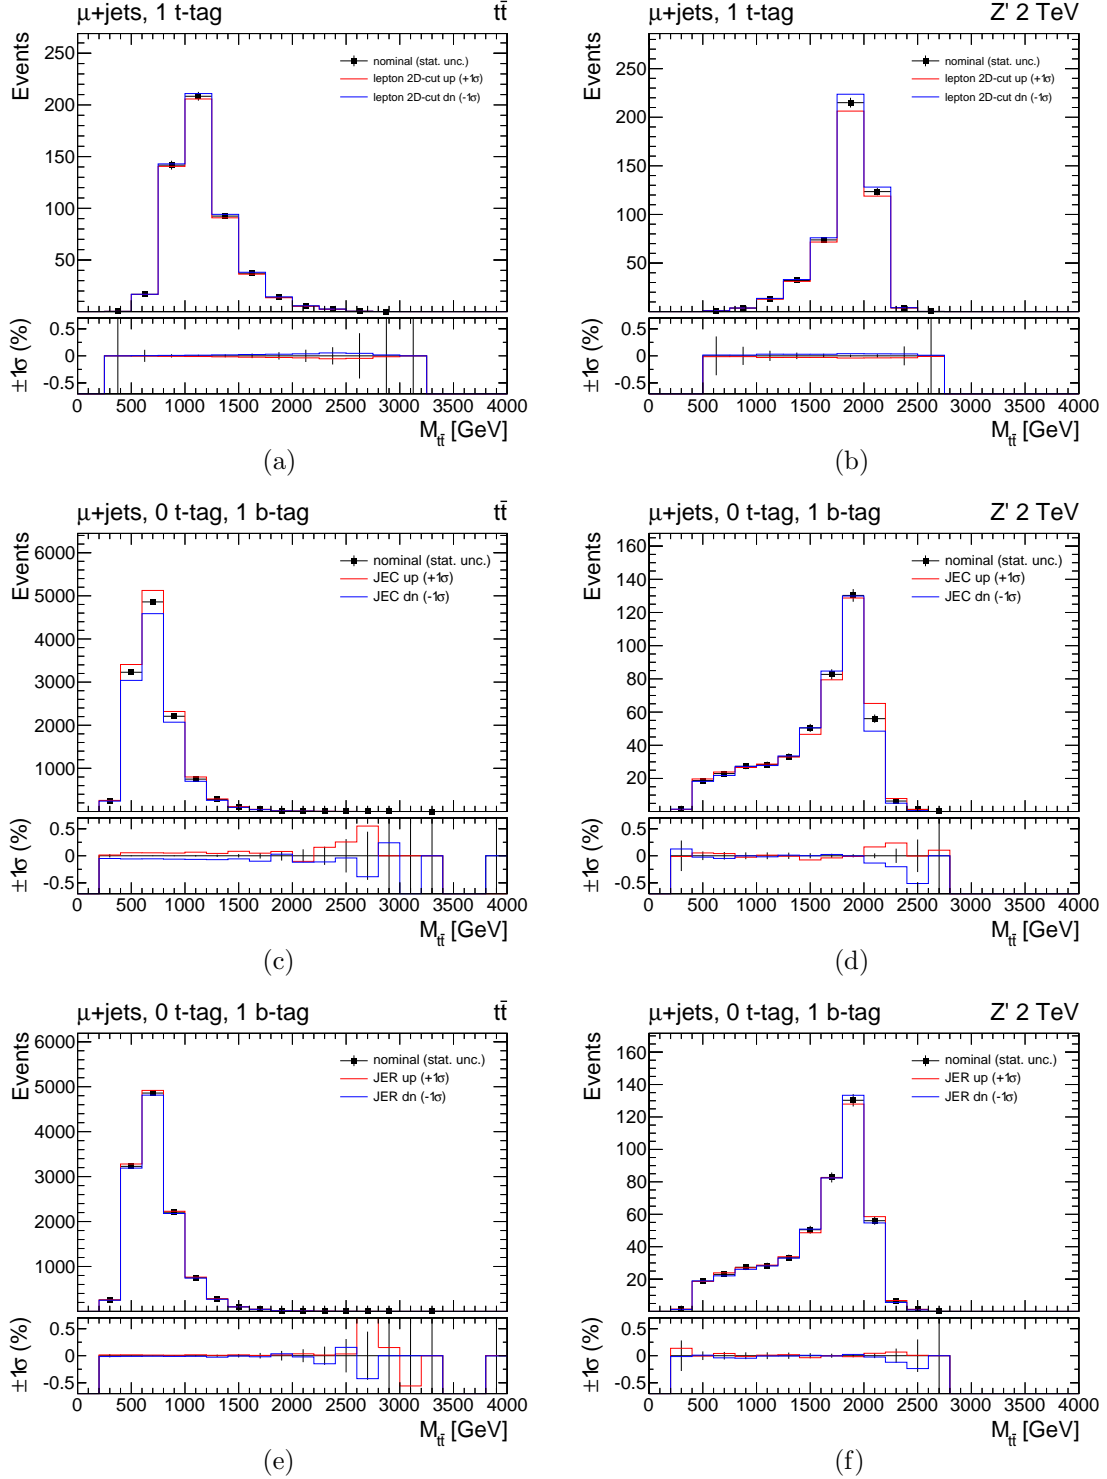 μ+jets, 1 t-tag tt̄
Events
250
200
150
100
50
nominal (stat. unc.)
lepton 2D-cut up (+1σ)
lepton 2D-cut dn (-1σ)
±1σ (%)
0.5
0
-0.5
0 500 1000 1500 2000 2500 3000 3500 4000
M_tt̄ [GeV]
(a)
μ+jets, 1 t-tag Z' 2 TeV
Events
250
200
150
100
50
nominal (stat. unc.)
lepton 2D-cut up (+1σ)
lepton 2D-cut dn (-1σ)
±1σ (%)
0.5
0
-0.5
0 500 1000 1500 2000 2500 3000 3500 4000
M_tt̄ [GeV]
(b)
μ+jets, 0 t-tag, 1 b-tag tt̄
Events
6000
5000
4000
3000
2000
1000
nominal (stat. unc.)
JEC up (+1σ)
JEC dn (-1σ)
±1σ (%)
0.5
0
-0.5
0 500 1000 1500 2000 2500 3000 3500 4000
M_tt̄ [GeV]
(c)
μ+jets, 0 t-tag, 1 b-tag Z' 2 TeV
Events
160
140
120
100
80
60
40
20
nominal (stat. unc.)
JEC up (+1σ)
JEC dn (-1σ)
±1σ (%)
0.5
0
-0.5
0 500 1000 1500 2000 2500 3000 3500 4000
M_tt̄ [GeV]
(d)
μ+jets, 0 t-tag, 1 b-tag tt̄
Events
6000
5000
4000
3000
2000
1000
nominal (stat. unc.)
JER up (+1σ)
JER dn (-1σ)
±1σ (%)
0.5
0
-0.5
0 500 1000 1500 2000 2500 3000 3500 4000
M_tt̄ [GeV]
(e)
μ+jets, 0 t-tag, 1 b-tag Z' 2 TeV
Events
160
140
120
100
80
60
40
20
nominal (stat. unc.)
JER up (+1σ)
JER dn (-1σ)
±1σ (%)
0.5
0
-0.5
0 500 1000 1500 2000 2500 3000 3500 4000
M_tt̄ [GeV]
(f)